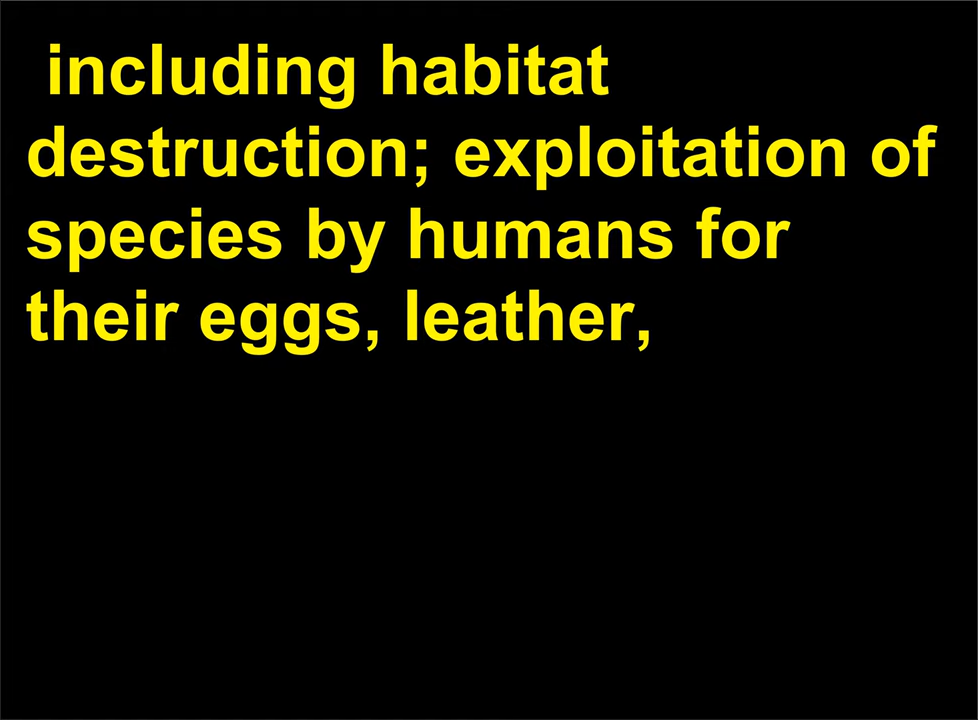 including habitat
destruction; exploitation of
species by humans for
their eggs, leather,